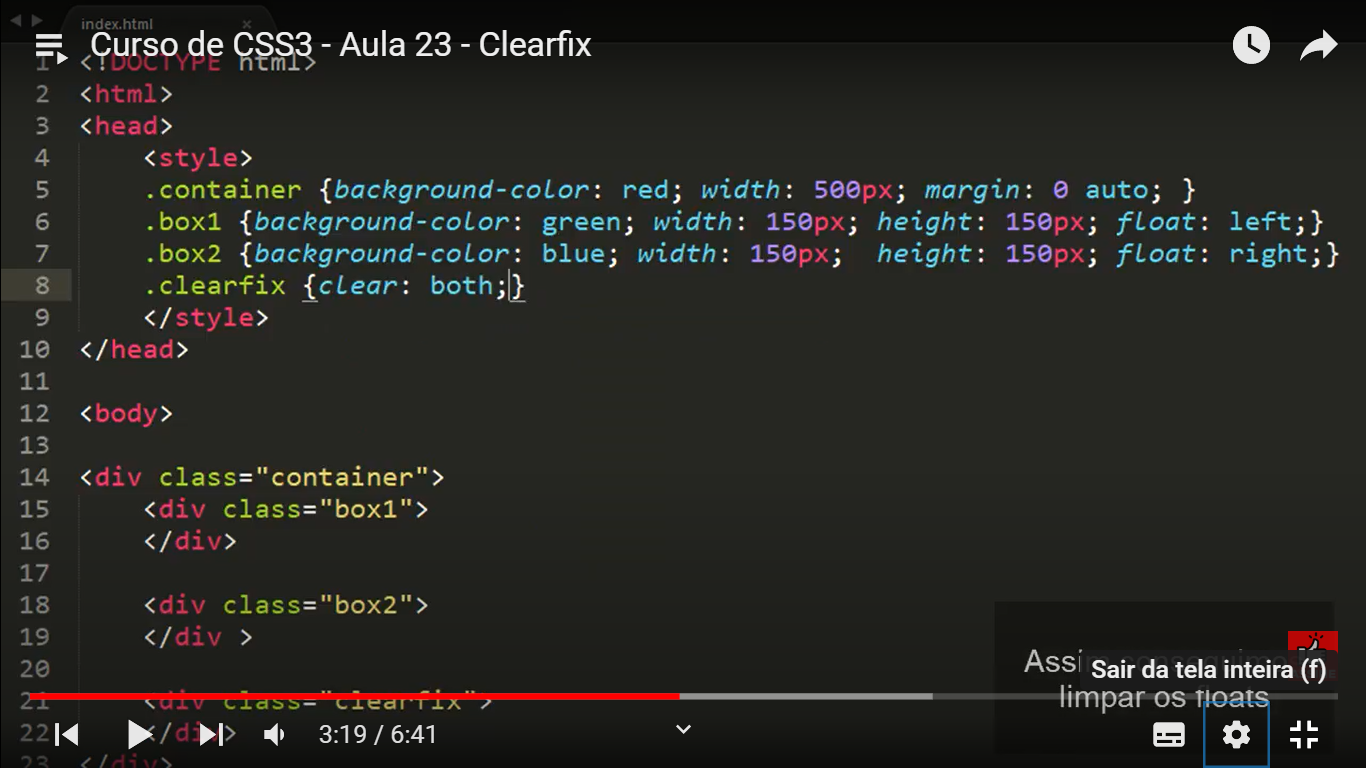 index.html
Curso de CSS3 - Aula 23 - Clearfix
1 <!DOCTYPE html>
2 <html>
3 <head>
4 <style>
5 .container {background-color: red; width: 500px; margin: 0 auto; }
6 .box1 {background-color: green; width: 150px; height: 150px; float: left;}
7 .box2 {background-color: blue; width: 150px;  height: 150px; float: right;}
8 .clearfix {clear: both;}
9 </style>
10 </head>
11
12 <body>
13
14 <div class="container">
15 <div class="box1">
16 </div>
17
18 <div class="box2">
19 </div >
20
21 <div class="clearfix">
22 </div>
23 </div>
Assim
Sair da tela inteira (f)
limpar os floats
3:19 / 6:41